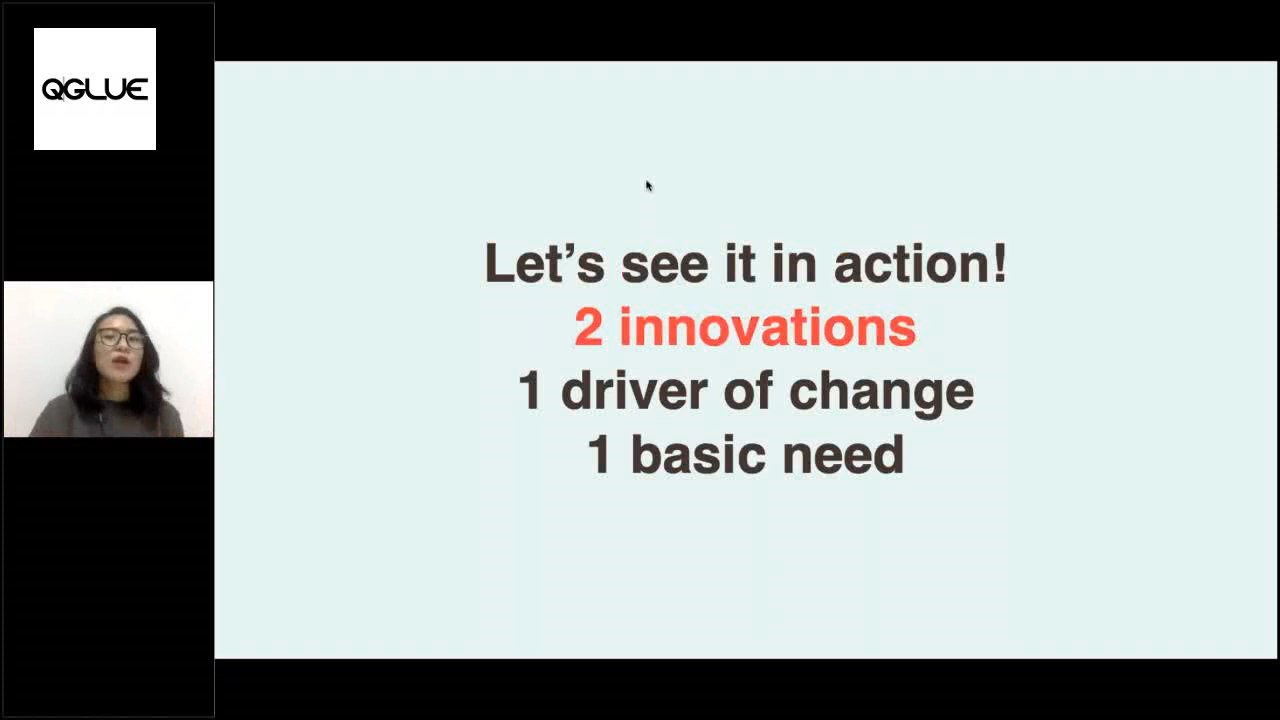 QGLUE
Let's see it in action!
2 innovations
1 driver of change
1 basic need